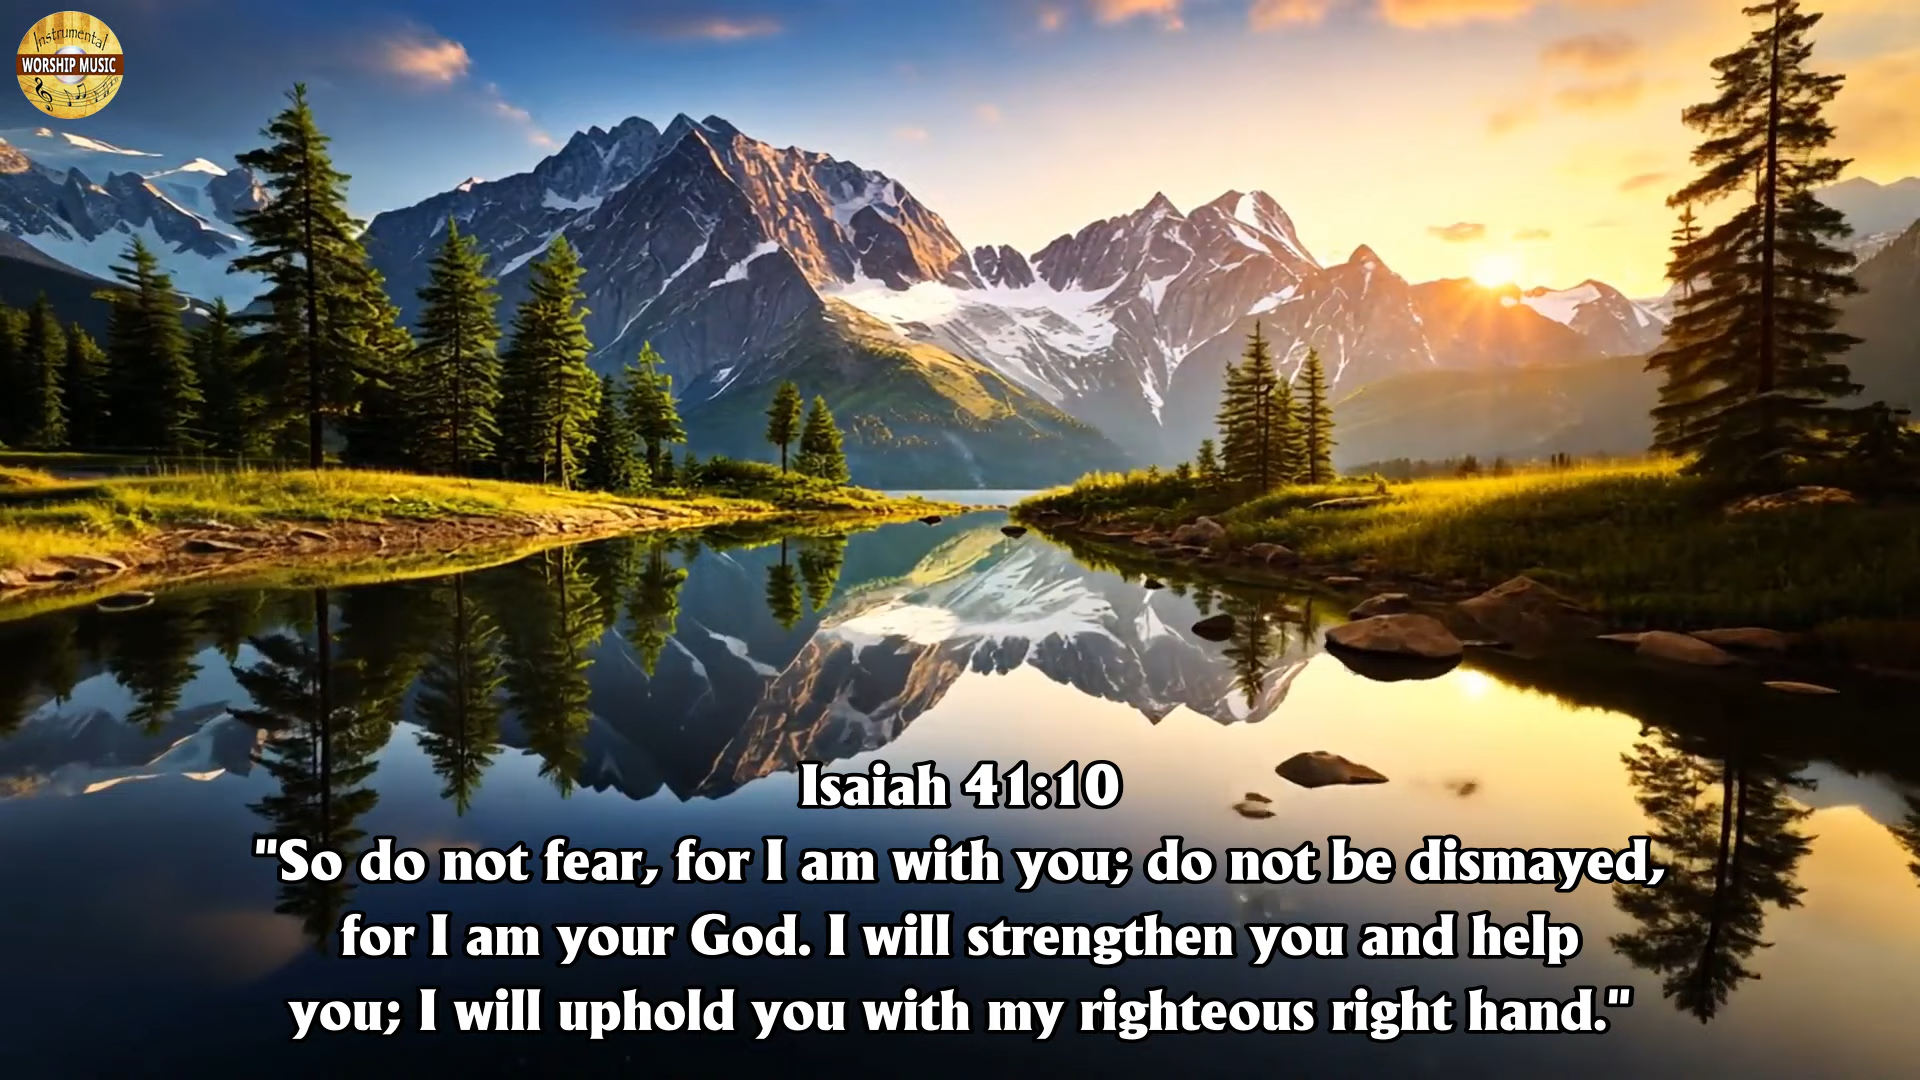 Instrumental
WORSHIP MUSIC
Isaiah 41:10
"So do not fear, for I am with you; do not be dismayed,
for I am your God. I will strengthen you and help
you; I will uphold you with my righteous right hand."